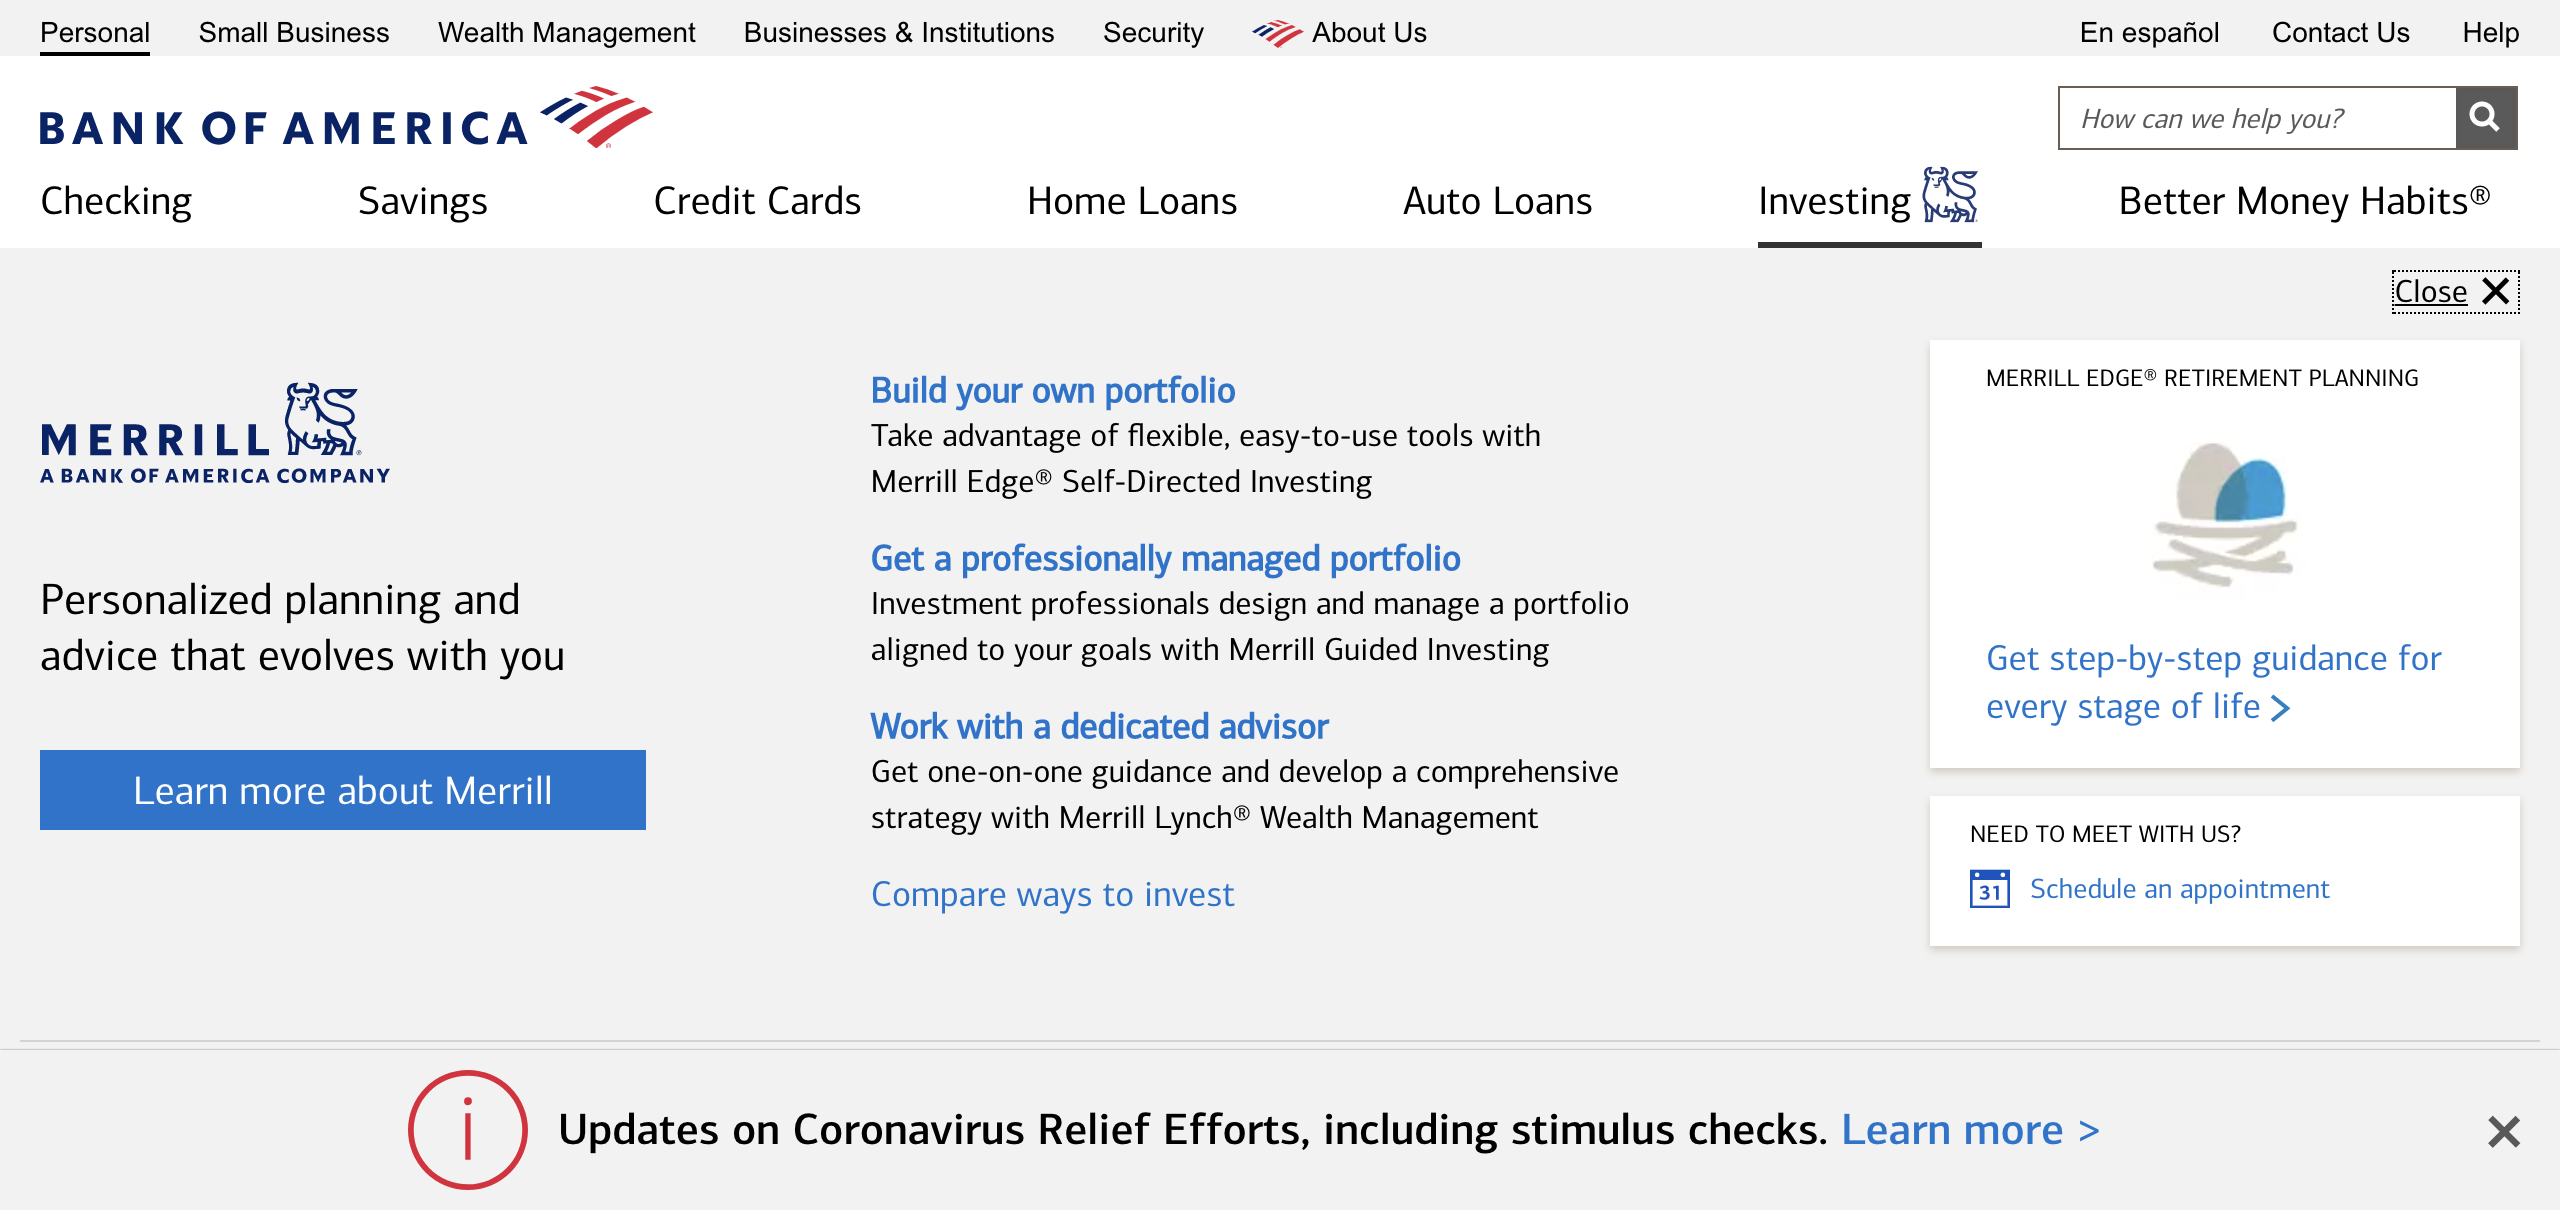 Personal Small Business Wealth Management Businesses & Institutions Security About Us En español Contact Us Help
BANK OF AMERICA
How can we help you?
Checking Savings Credit Cards Home Loans Auto Loans Investing Better Money Habits®
Close
MERRILL
A BANK OF AMERICA COMPANY
Personalized planning and
advice that evolves with you
Learn more about Merrill
Build your own portfolio
Take advantage of flexible, easy-to-use tools with
Merrill Edge® Self-Directed Investing
Get a professionally managed portfolio
Investment professionals design and manage a portfolio
aligned to your goals with Merrill Guided Investing
Work with a dedicated advisor
Get one-on-one guidance and develop a comprehensive
strategy with Merrill Lynch® Wealth Management
Compare ways to invest
MERRILL EDGE® RETIREMENT PLANNING
Get step-by-step guidance for
every stage of life >
NEED TO MEET WITH US?
31 Schedule an appointment
i Updates on Coronavirus Relief Efforts, including stimulus checks. Learn more >